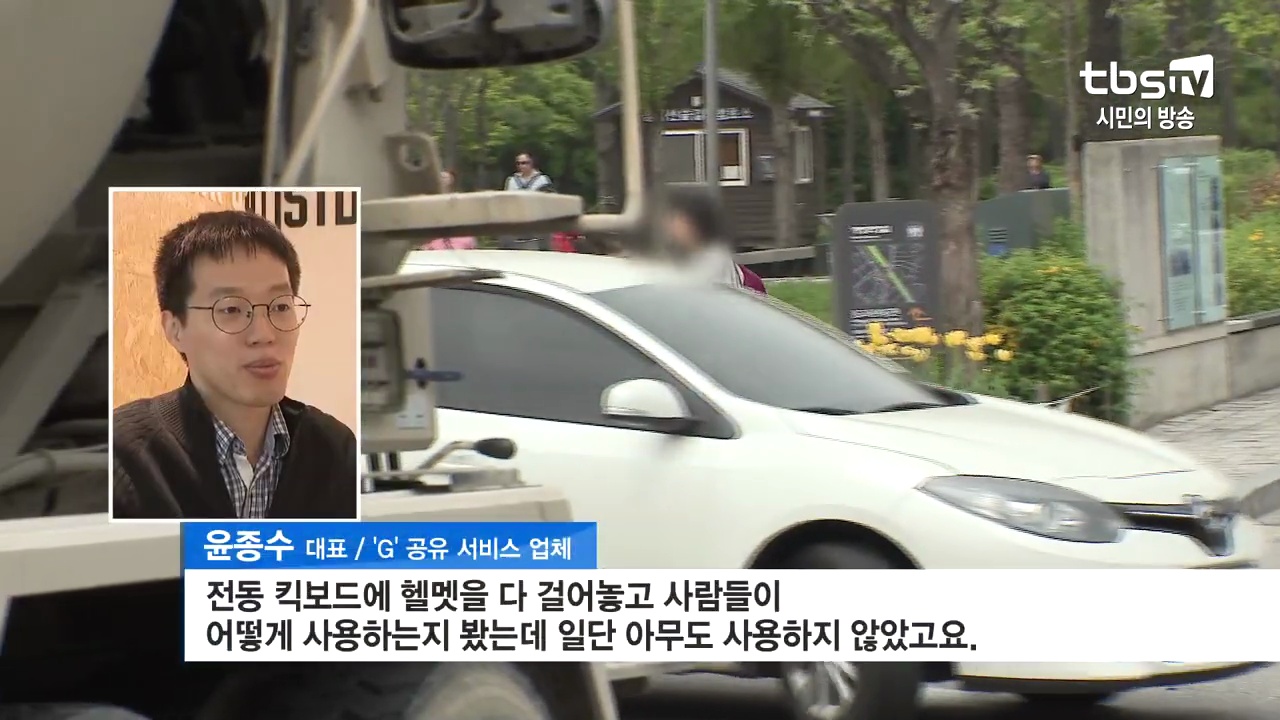 tbsTV
시민의 방송
윤종수 대표 / 'G' 공유 서비스 업체
전동 킥보드에 헬멧을 다 걸어놓고 사람들이
어떻게 사용하는지 봤는데 일단 아무도 사용하지 않았고요.